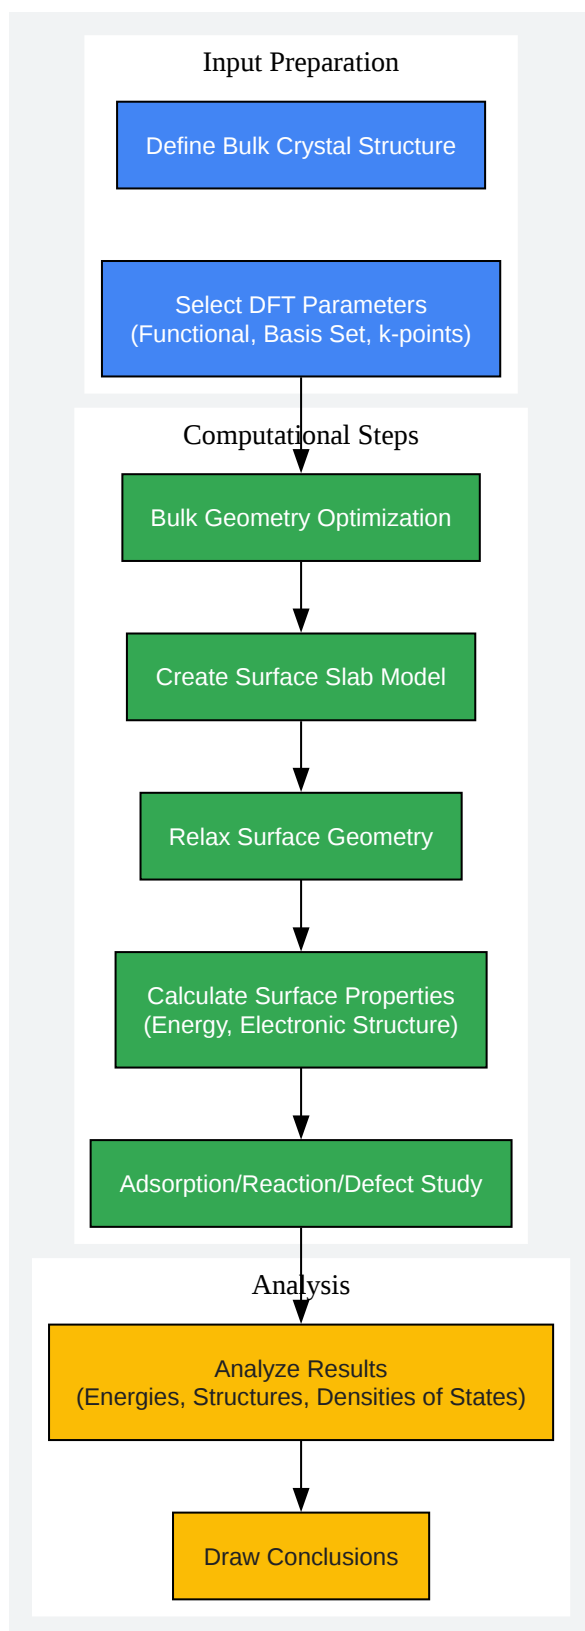 Input Preparation
Define Bulk Crystal Structure
Select DFT Parameters
(Functional, Basis Set, k-points)
Computational Steps
Bulk Geometry Optimization
Create Surface Slab Model
Relax Surface Geometry
Calculate Surface Properties
(Energy, Electronic Structure)
Adsorption/Reaction/Defect Study
Analysis
Analyze Results
(Energies, Structures, Densities of States)
Draw Conclusions